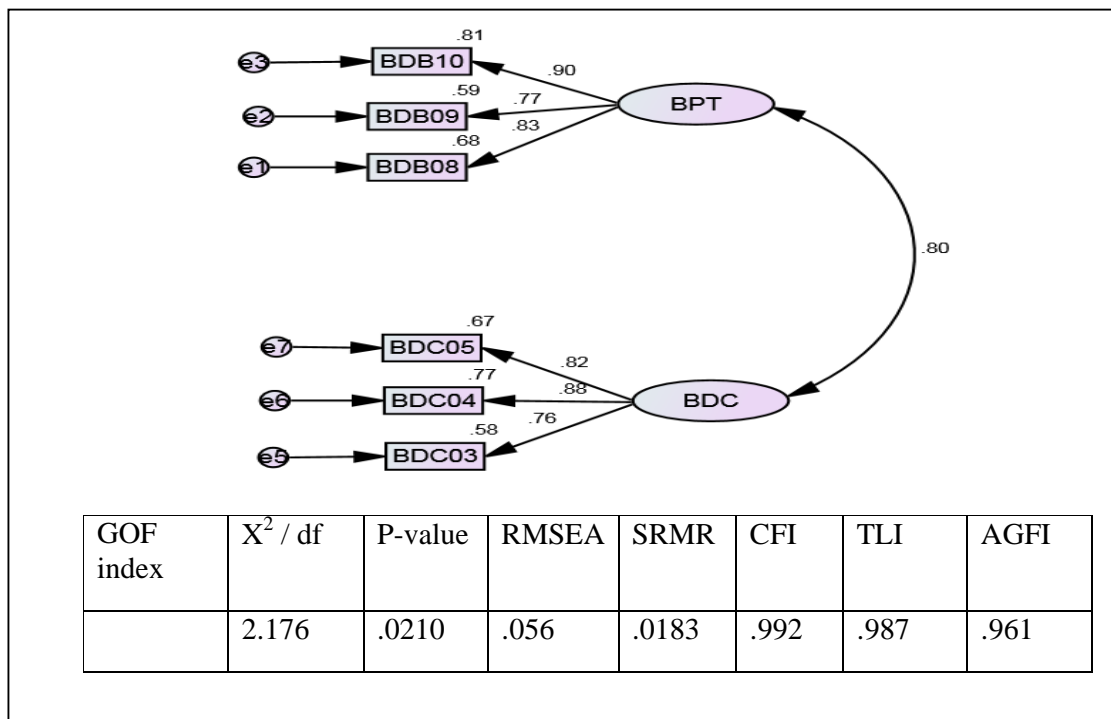 .81
e3 BDB10 .90
.59
e2 BDB09 .77 BPT
.68 .83
e1 BDB08
.80
.67
e7 BDC05 .82
.77
e6 BDC04 .88 BDC
.58 .76
e5 BDC03
GOF index X² / df P-value RMSEA SRMR CFI TLI AGFI
2.176 .0210 .056 .0183 .992 .987 .961